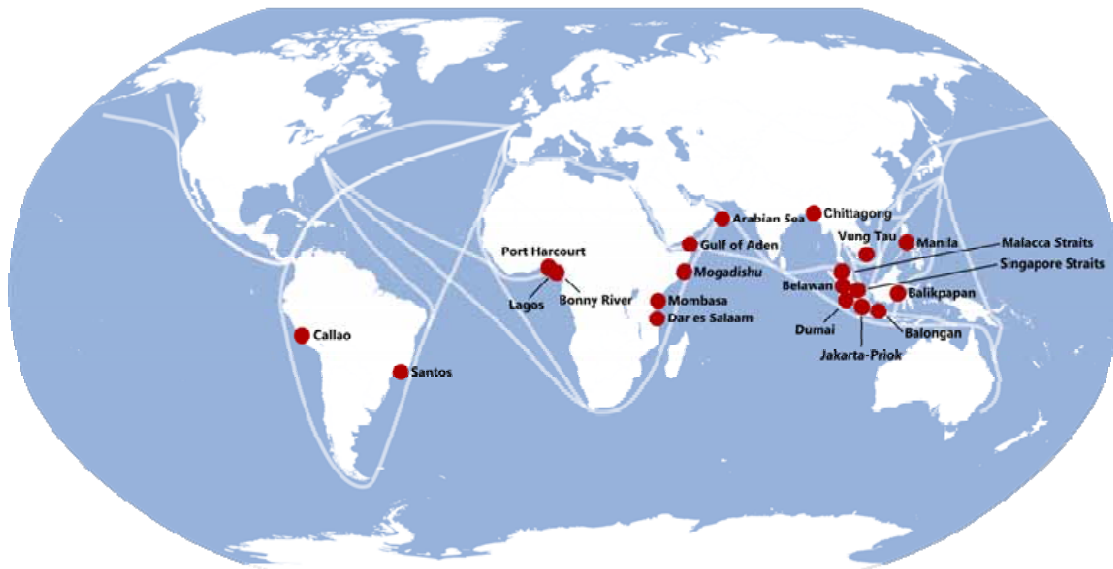 Arabian Sea
Chittagong
Vung Tau
Manila
Malacca Straits
Port Harcourt
Gulf of Aden
Singapore Straits
Mogadishu
Belawan
Balikpapan
Lagos
Bonny River
Mombasa
Dar es Salaam
Dumai
Balongan
Callao
Jakarta-Priok
Santos